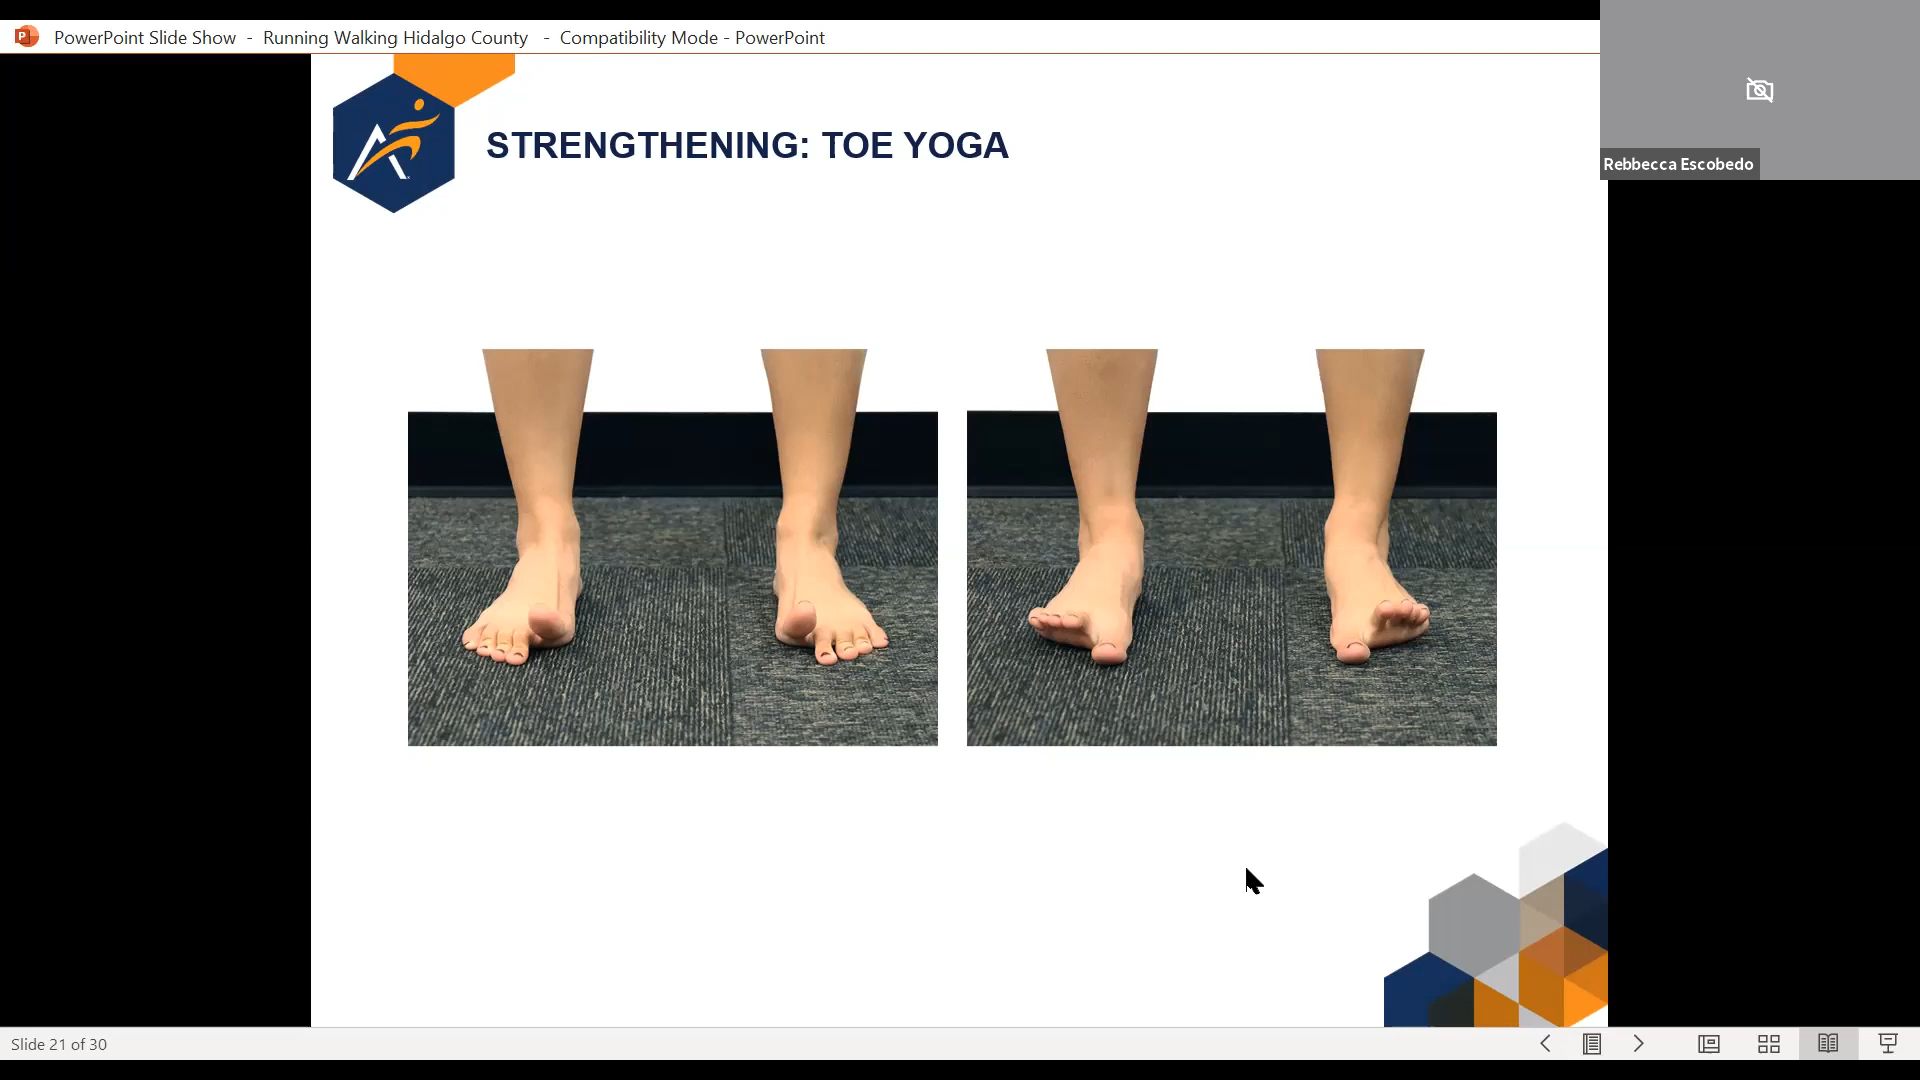 PowerPoint Slide Show - Running Walking Hidalgo County - Compatibility Mode - PowerPoint
Rebbecca Escobedo
STRENGTHENING: TOE YOGA
Slide 21 of 30